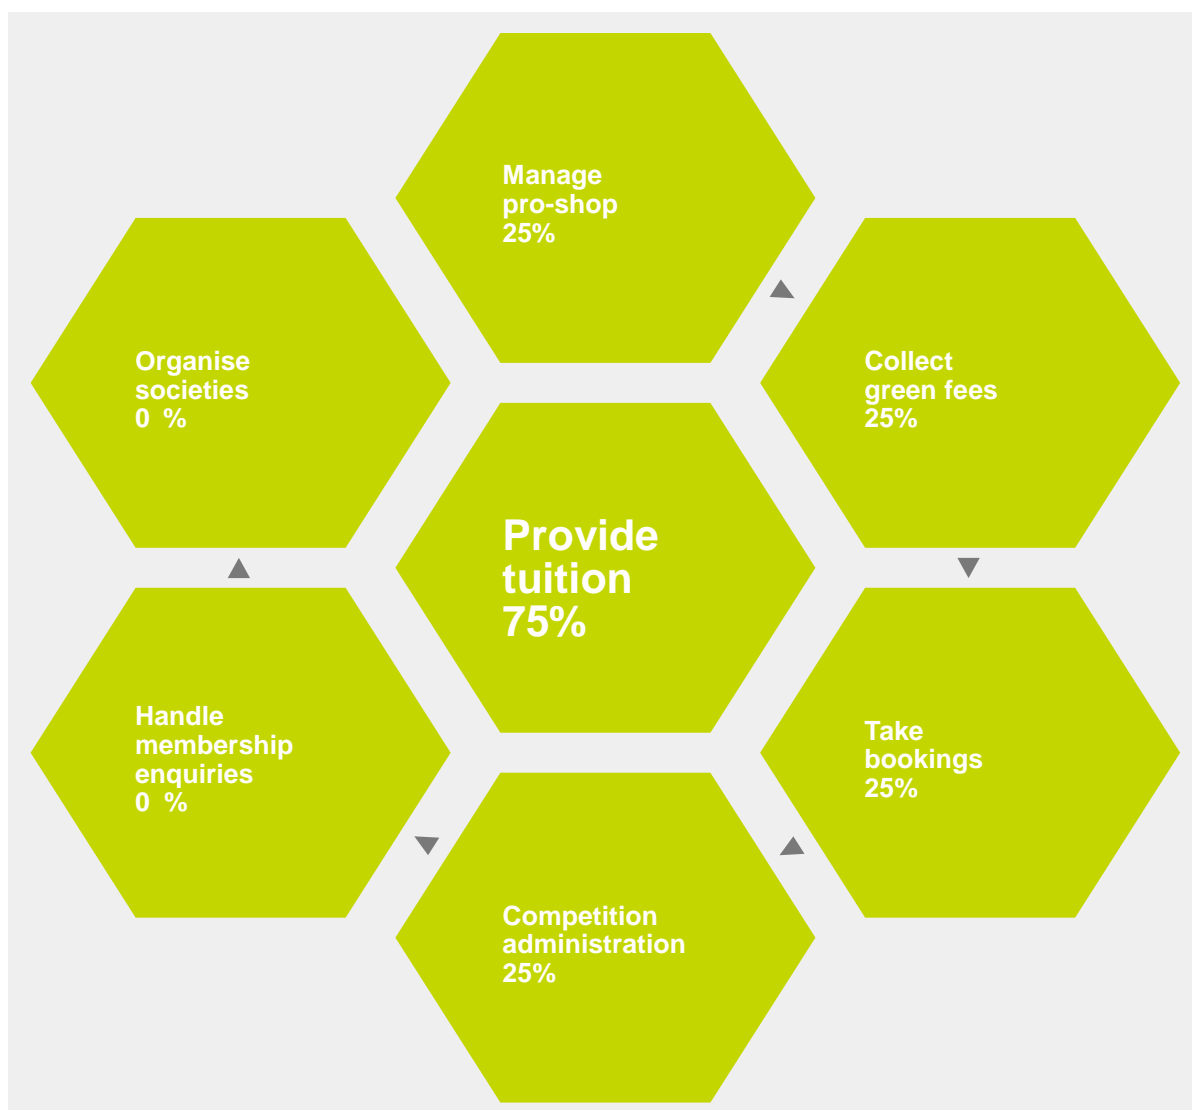 Manage
pro-shop
25%
Collect
green fees
25%
Take
bookings
25%
Competition
administration
25%
Handle
membership
enquiries
0 %
Organise
societies
0 %
Provide
tuition
75%